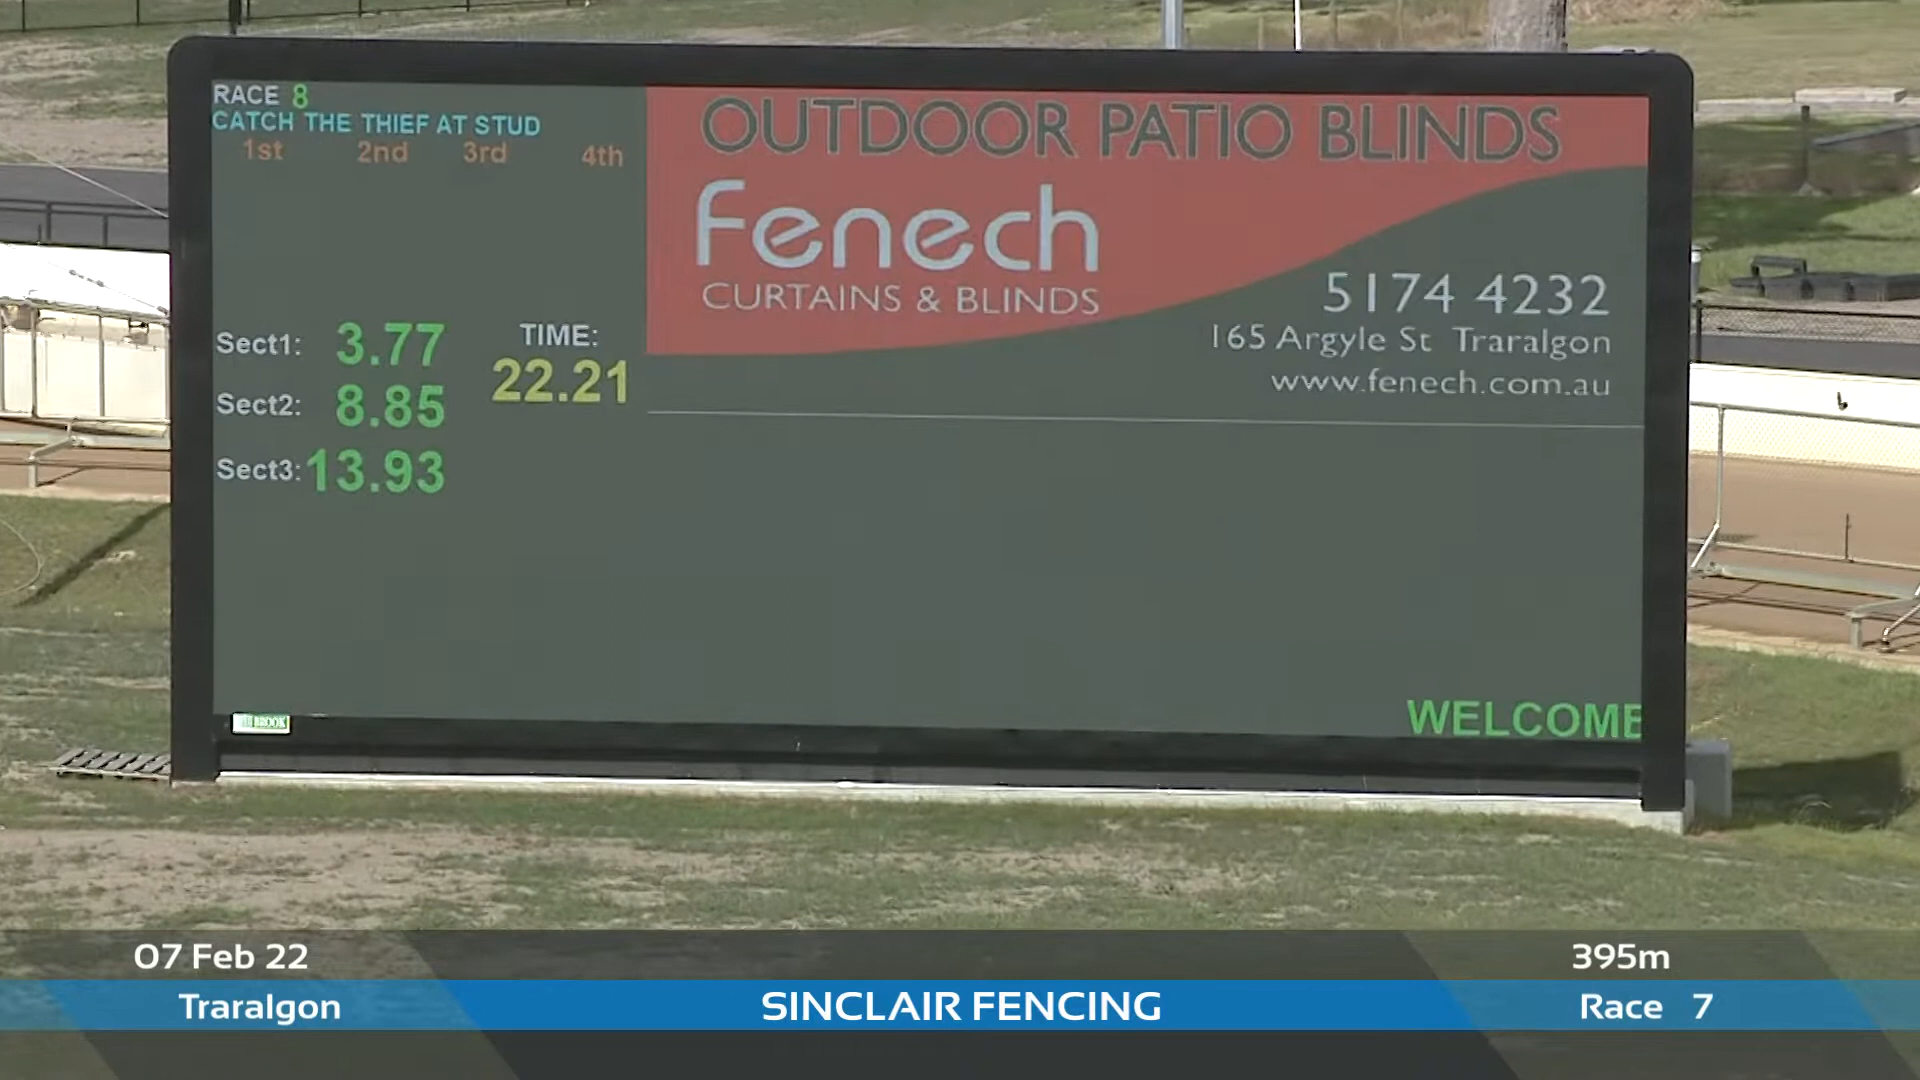 RACE 8
CATCH THE THIEF AT STUD
1st 2nd 3rd 4th
Sect1: 3.77
Sect2: 8.85
Sect3: 13.93
TIME:
22.21
OUTDOOR PATIO BLINDS
fenech
CURTAINS & BLINDS
5174 4232
165 Argyle St Traralgon
www.fenech.com.au
WELCOME
BROOK
07 Feb 22
Traralgon
SINCLAIR FENCING
395m
Race 7